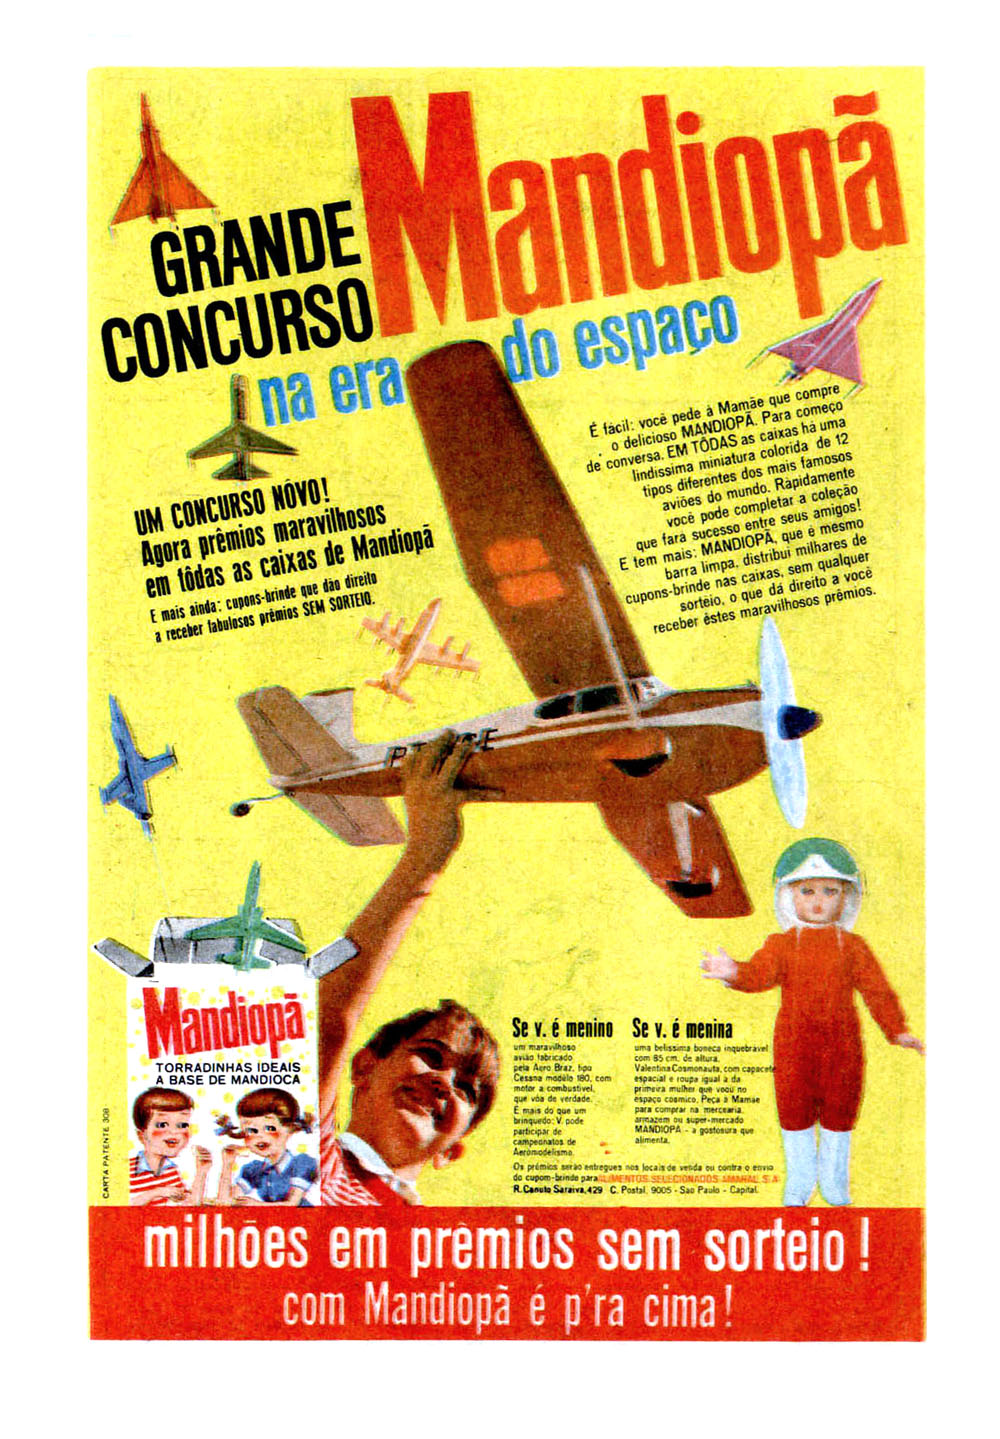 Mandiopã
GRANDE
CONCURSO
na era do espaço
É fácil: você pede à Mamãe que compre
o delicioso MANDIOPÃ. Para começo
de conversa, EM TÔDAS as caixas há uma
lindíssima miniatura colorida de 12
tipos diferentes dos mais famosos
aviões do mundo. Ràpidamente
você pode completar a coleção
que fará sucesso entre seus amigos!
E tem mais: MANDIOPÃ, que é mesmo
barra limpa, distribui milhares de
cupons-brinde nas caixas, sem qualquer
sorteio, o que dá direito a você
receber êstes maravilhosos prêmios.
UM CONCURSO NÔVO!
Agora prêmios maravilhosos
em tôdas as caixas de Mandiopã
E mais ainda: cupons-brinde que dão direito
a receber fabulosos prêmios SEM SORTEIO.
PT
Mandiopã
TORRADINHAS IDEAIS
A BASE DE MANDIOCA
CARTA PATENTE 308
Se v. é menino
um maravilhoso
avião fabricado
pela Aero Braz, tipo
Cessna modêlo 180, com
motor a combustível,
que vôa de verdade.
É mais do que um
brinquedo: V. pode
participar de
campeonatos de
Aeromodelismo.
Se v. é menina
uma belíssima boneca inquebrável
com 85 cm. de altura.
Valentina Cosmonauta, com capacete
espacial e roupa igual a da
primeira mulher que voou no
espaço cósmico. Peça à Mamãe
para comprar na mercearia,
armazem ou super-mercado
MANDIOPÃ - a gostosura que
alimenta.
Os prêmios serão entregues nos locais de venda ou contra o envio
do cupom-brinde para ALIMENTOS SELECIONADOS AMARAL S/A
R. Canuto Saraiva, 429 C. Postal, 9005 - São Paulo - Capital.
milhões em prêmios sem sorteio!
com Mandiopã é p'ra cima!